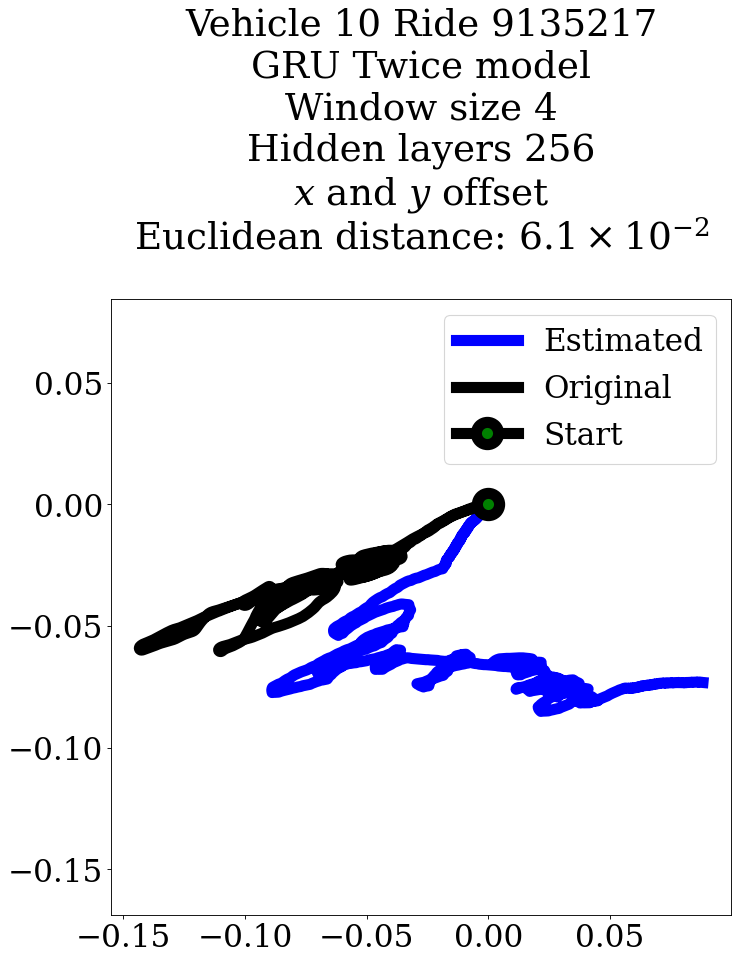 Vehicle 10 Ride 9135217
GRU Twice model
Window size 4
Hidden layers 256
x and y offset
Euclidean distance: 6.1 × 10⁻²
Estimated
Original
Start
0.05
0.00
−0.05
−0.10
−0.15
−0.15 −0.10 −0.05 0.00 0.05